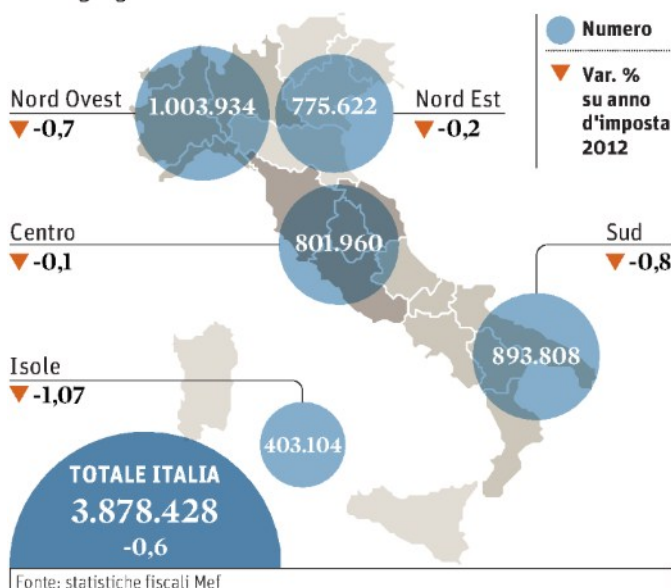 Numero
Var. %
su anno
d'imposta
2012
Nord Ovest
-0,7
1.003.934
775.622
Nord Est
-0,2
Centro
-0,1
801.960
Sud
-0,8
893.808
Isole
-1,07
403.104
TOTALE ITALIA
3.878.428
-0,6
Fonte: statistiche fiscali Mef